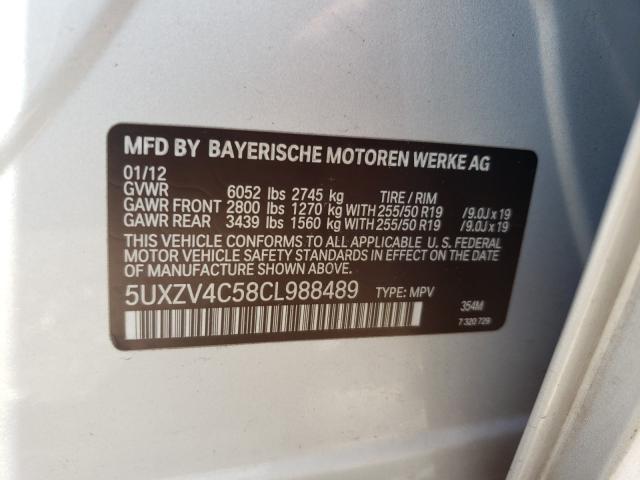 MFD BY BAYERISCHE MOTOREN WERKE AG
01/12
GVWR 6052 lbs 2745 kg TIRE / RIM
GAWR FRONT 2800 lbs 1270 kg WITH 255/50 R19 /9.0J x 19
GAWR REAR 3439 lbs 1560 kg WITH 255/50 R19 /9.0J x 19
THIS VEHICLE CONFORMS TO ALL APPLICABLE U. S. FEDERAL
MOTOR VEHICLE SAFETY STANDARDS IN EFFECT ON THE
DATE OF MANUFACTURE SHOWN ABOVE.
5UXZV4C58CL988489 TYPE: MPV
354M
7 320 729